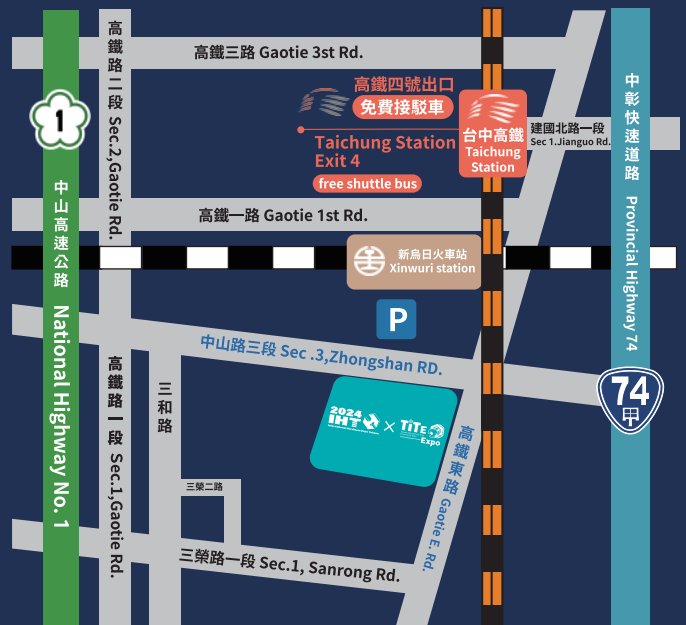 高鐵路二段 Sec.2,Gaotie Rd.
高鐵三路 Gaotie 3st Rd.
高鐵四號出口
免費接駁車
Taichung Station
Exit 4
free shuttle bus
台中高鐵
Taichung
Station
建國北路一段
Sec 1.Jianguo Rd.
中彰快速道路 Provincial Highway 74
1
中山高速公路 National Highway No. 1
高鐵一路 Gaotie 1st Rd.
新烏日火車站
Xinwuri station
P
中山路三段 Sec .3,Zhongshan RD.
74
甲
高鐵路一段 Sec.1,Gaotie Rd.
三和路
2024
IHT
×
TiTE
Expo
高鐵東路 Gaotie E. Rd.
三榮二路
三榮路一段 Sec.1, Sanrong Rd.